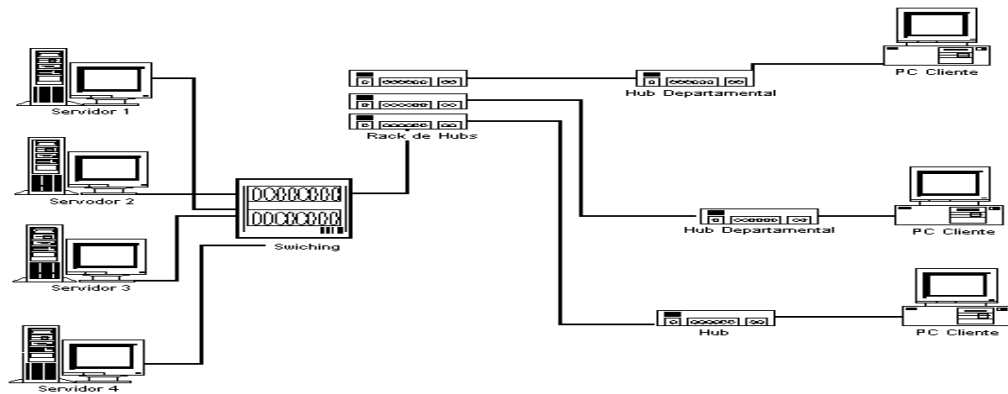 PC Cliente
Hub Departamental
Servidor 1
Rack de Hubs
Servodor 2
Hub Departamental
PC Cliente
Swiching
Servidor 3
Hub
PC Cliente
Servidor 4